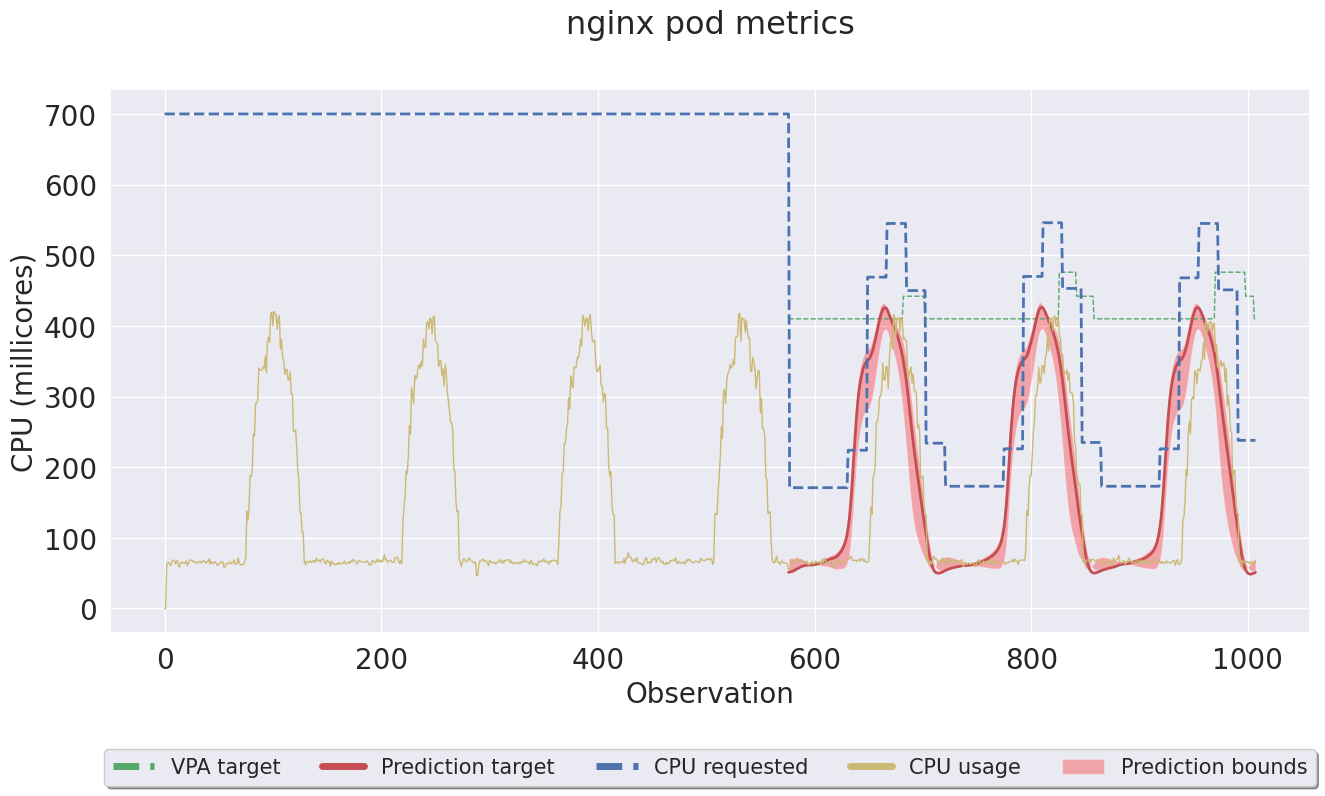 nginx pod metrics
CPU (millicores)
700
600
500
400
300
200
100
0
0 200 400 600 800 1000
Observation
VPA target Prediction target CPU requested CPU usage Prediction bounds